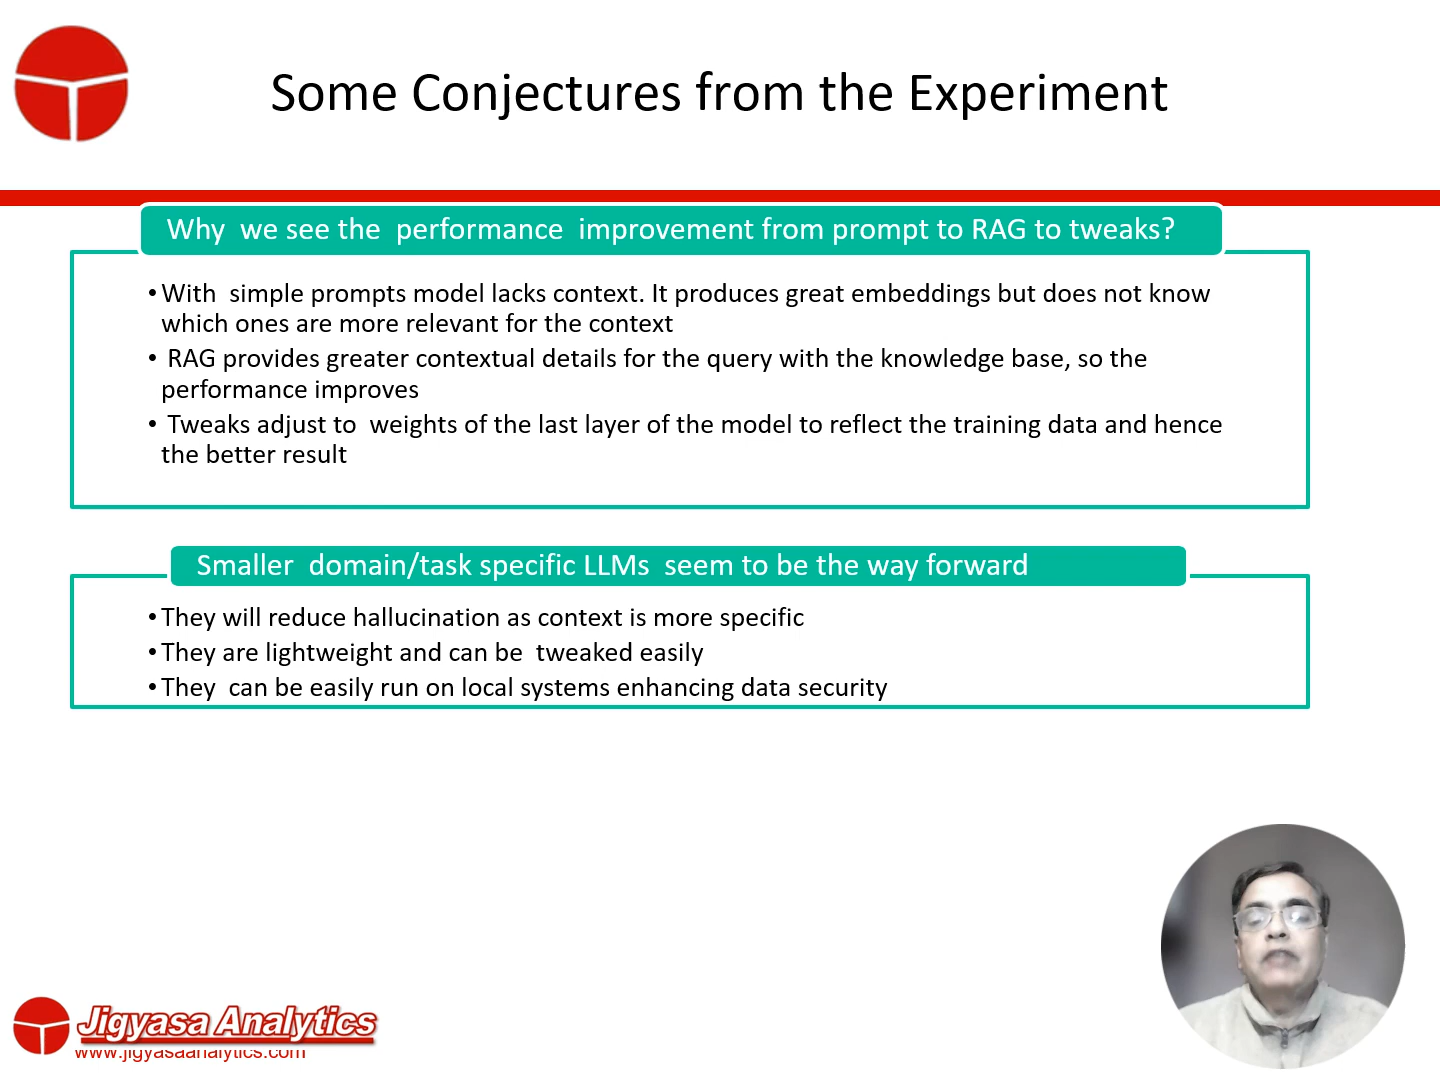 Some Conjectures from the Experiment
Why we see the performance improvement from prompt to RAG to tweaks?
• With simple prompts model lacks context. It produces great embeddings but does not know
which ones are more relevant for the context
• RAG provides greater contextual details for the query with the knowledge base, so the
performance improves
• Tweaks adjust to weights of the last layer of the model to reflect the training data and hence
the better result
Smaller domain/task specific LLMs seem to be the way forward
• They will reduce hallucination as context is more specific
• They are lightweight and can be tweaked easily
• They can be easily run on local systems enhancing data security
Jigyasa Analytics
www.jigyasaanalytics.com